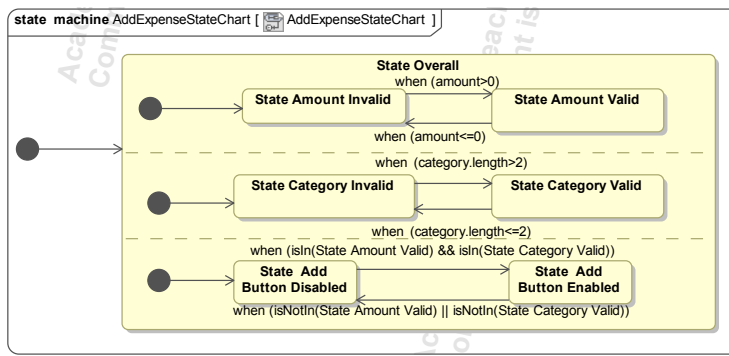 state machine AddExpenseStateChart [ AddExpenseStateChart ]
State Overall
when (amount>0)
State Amount Invalid
State Amount Valid
when (amount<=0)
when (category.length>2)
State Category Invalid
State Category Valid
when (category.length<=2)
when (isIn(State Amount Valid) && isIn(State Category Valid))
State Add
Button Disabled
State Add
Button Enabled
when (isNotIn(State Amount Valid) || isNotIn(State Category Valid))